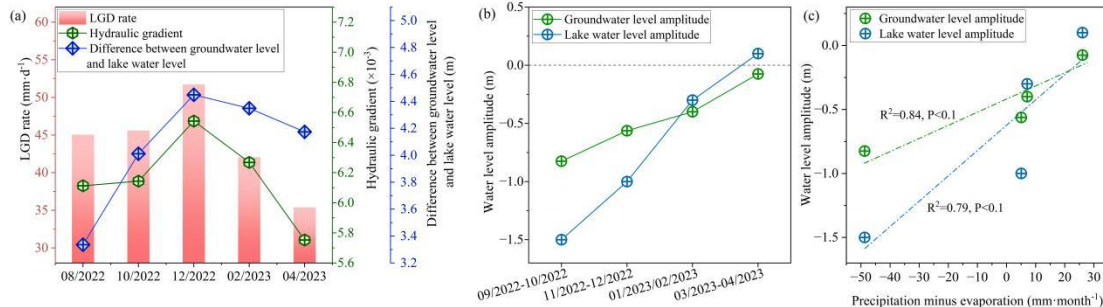 (a)
LGD rate
Hydraulic gradient
Difference between groundwater level
and lake water level
LGD rate (mm·d⁻¹)
60
55
50
45
40
35
30
08/2022
10/2022
12/2022
02/2023
04/2023
7.2
7.0
6.8
6.6
6.4
6.2
6.0
5.8
5.6
Hydraulic gradient (×10⁻³)
5.0
4.8
4.6
4.4
4.2
4.0
3.8
3.6
3.4
3.2
Difference between groundwater level
and lake water level (m)
(b)
Groundwater level amplitude
Lake water level amplitude
Water level amplitude (m)
0.5
0.0
−0.5
−1.0
−1.5
09/2022-10/2022
11/2022-12/2022
01/2023/02/2023
03/2023-04/2023
(c)
Groundwater level amplitude
Lake water level amplitude
Water level amplitude (m)
0.0
−0.5
−1.0
−1.5
R²=0.84, P<0.1
R²=0.79, P<0.1
−50
−40
−30
−20
−10
0
10
20
30
Precipitation minus evaporation (mm·month⁻¹)